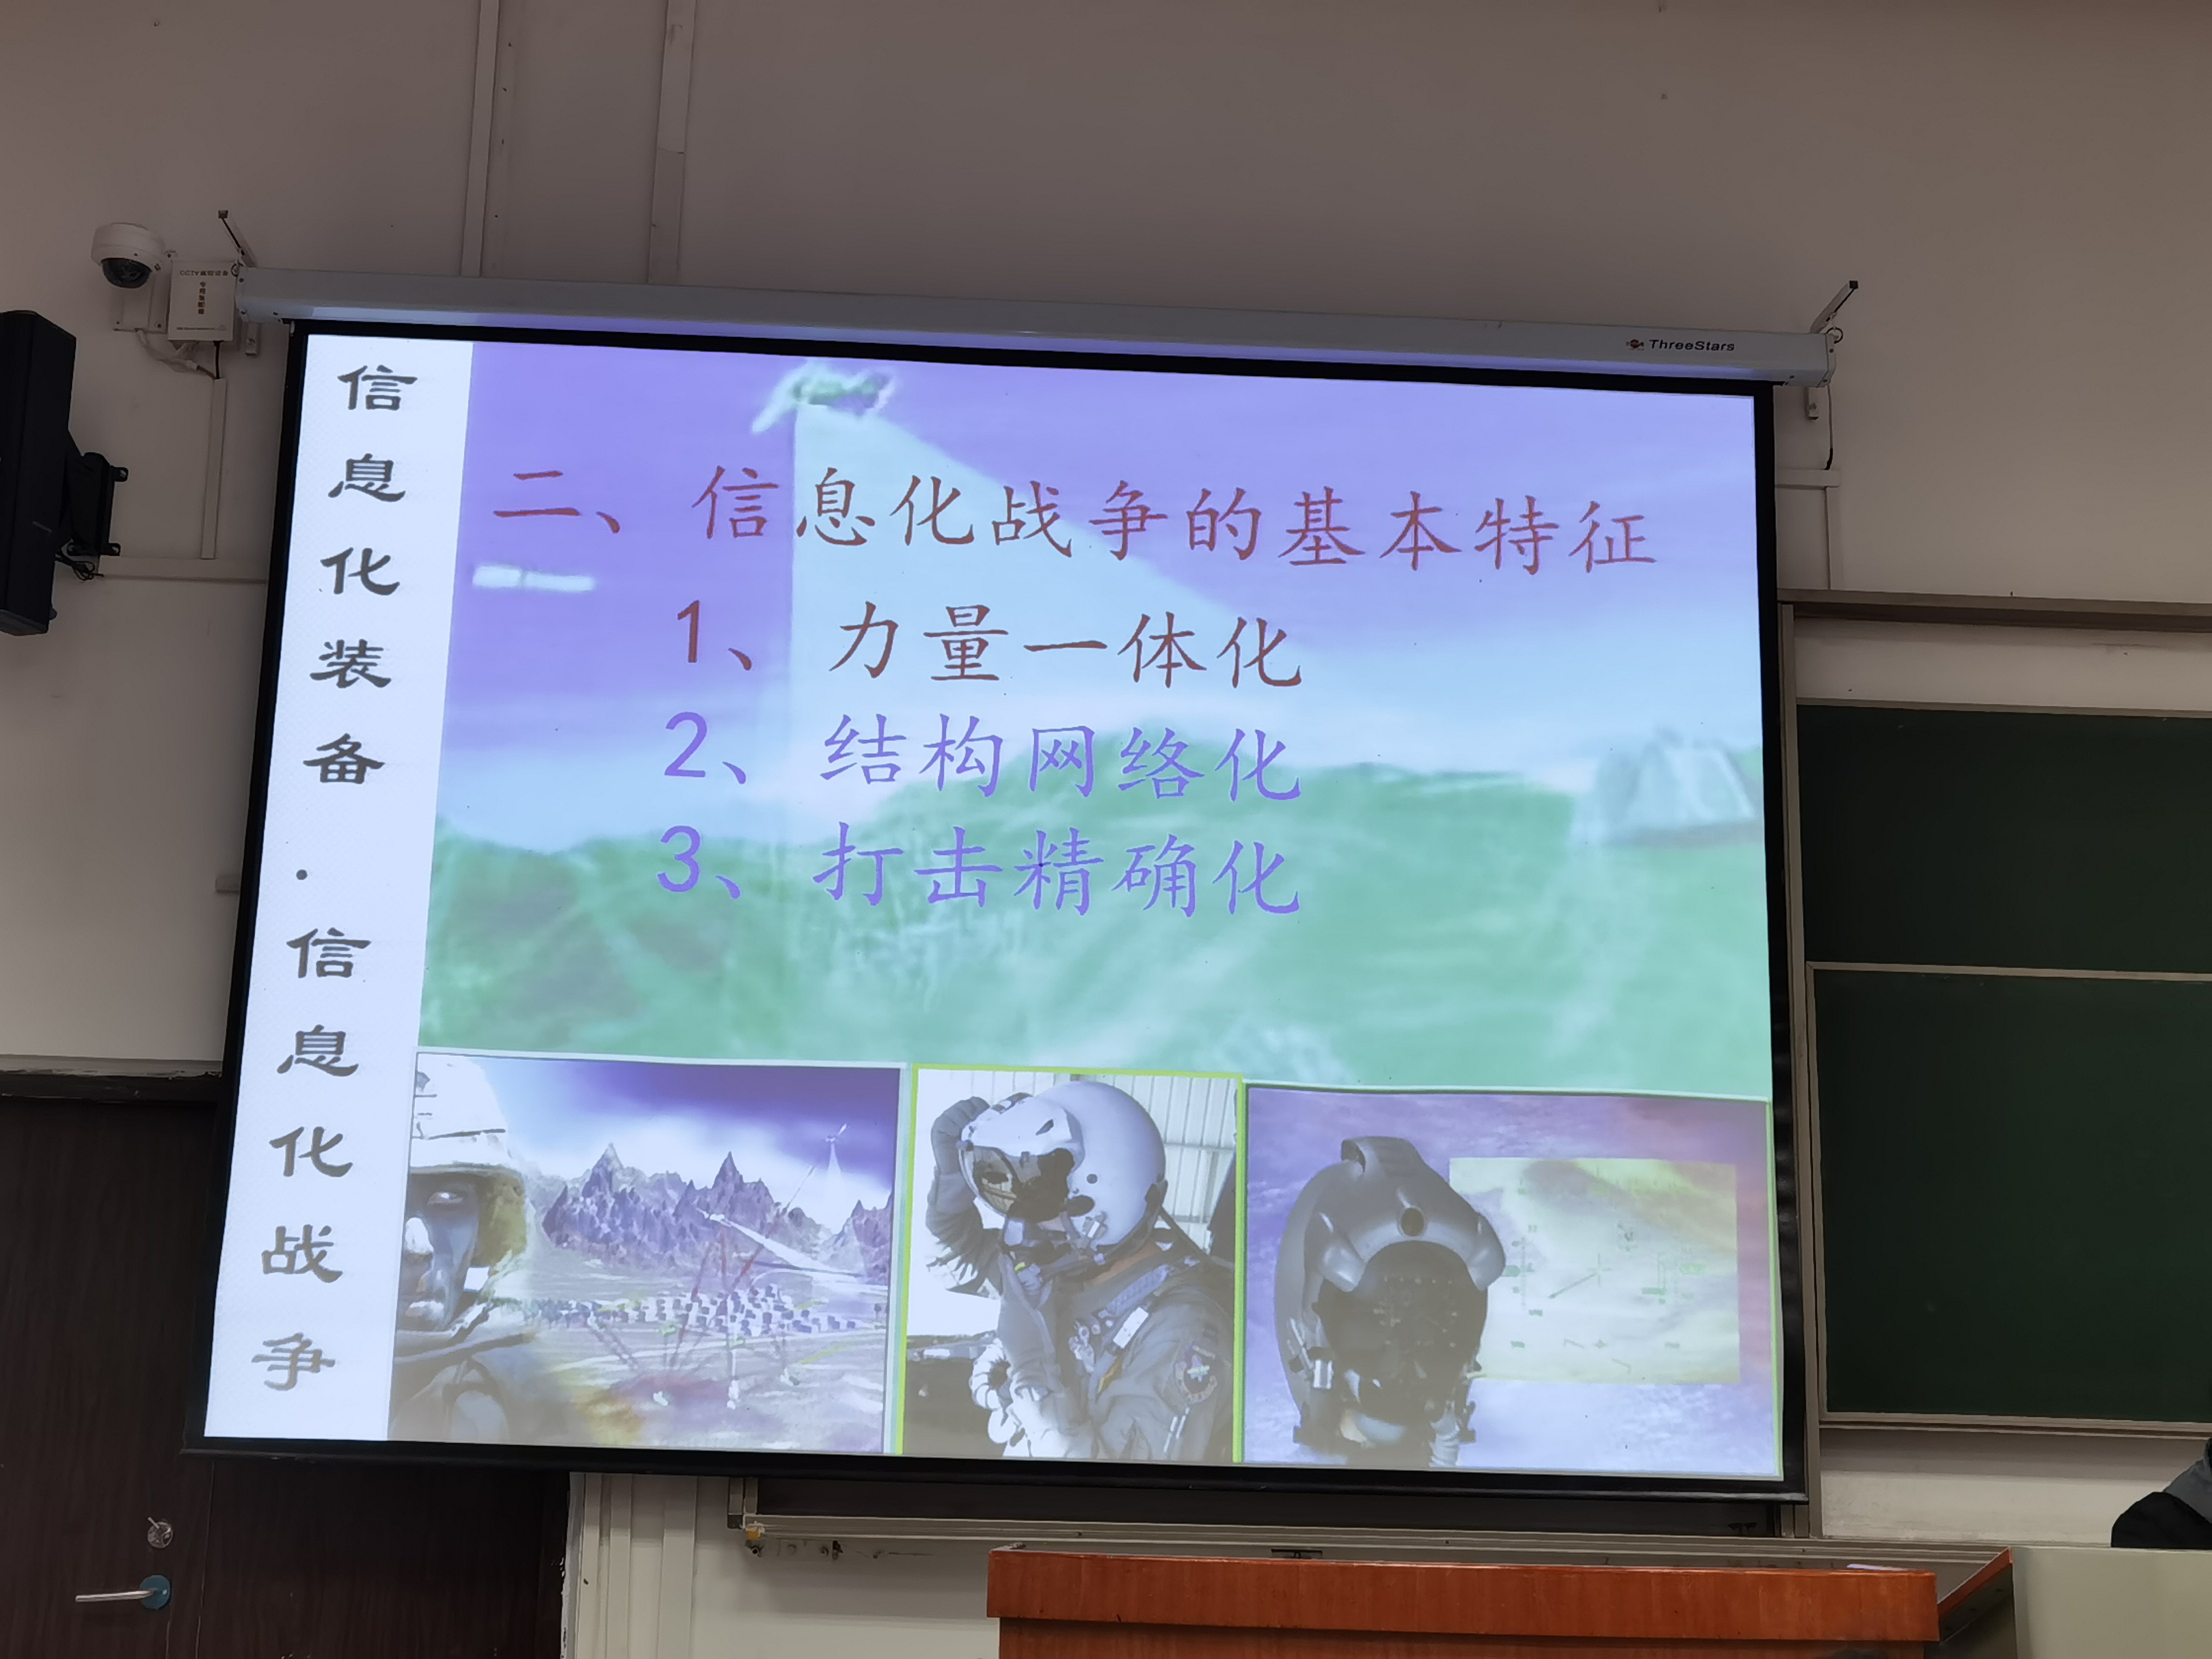 信息化装备·信息化战争
二、信息化战争的基本特征
1、力量一体化
2、结构网络化
3、打击精确化
ThreeStars